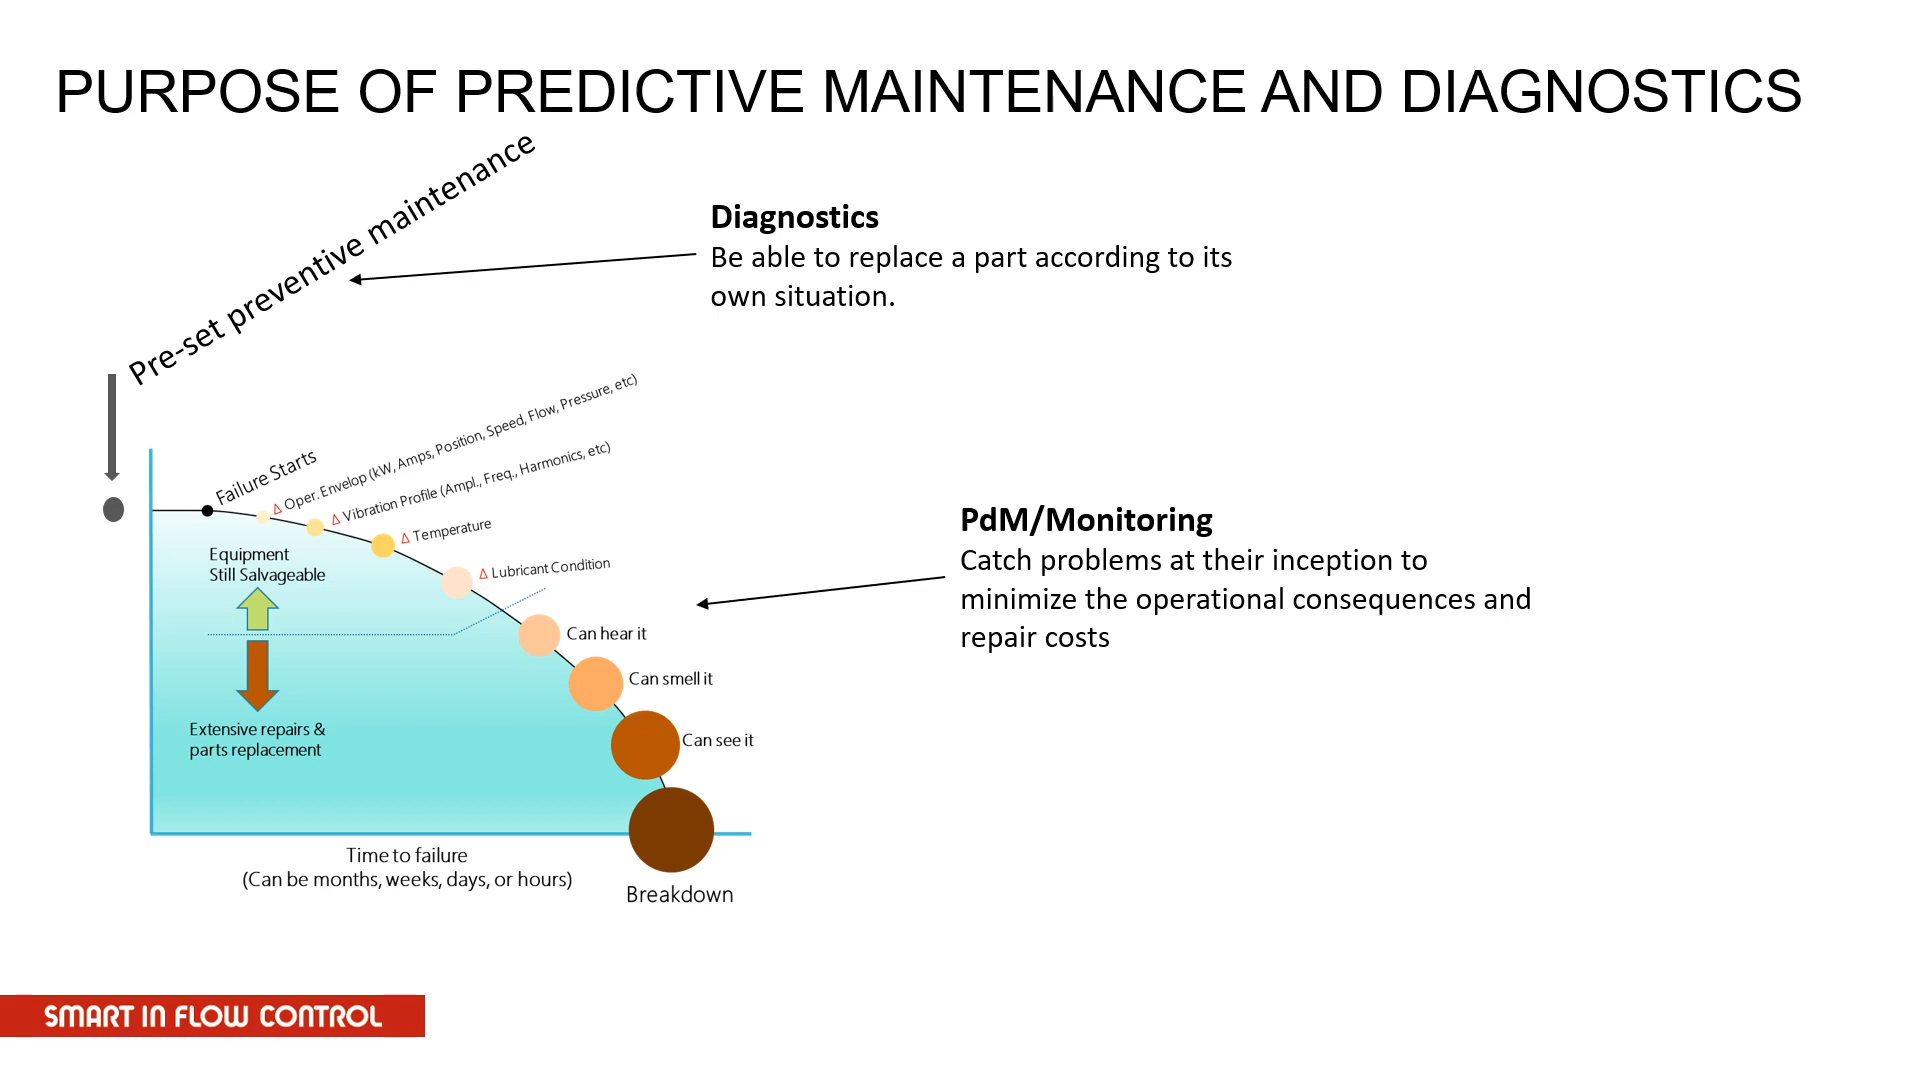 PURPOSE OF PREDICTIVE MAINTENANCE AND DIAGNOSTICS
Pre-set preventive maintenance
Diagnostics
Be able to replace a part according to its
own situation.
Failure Starts
Δ Oper. Envelop (kW, Amps, Position, Speed, Flow, Pressure, etc)
Δ Vibration Profile (Ampl., Freq., Harmonics, etc)
Δ Temperature
Δ Lubricant Condition
Equipment
Still Salvageable
Extensive repairs &
parts replacement
Can hear it
Can smell it
Can see it
Breakdown
Time to failure
(Can be months, weeks, days, or hours)
PdM/Monitoring
Catch problems at their inception to
minimize the operational consequences and
repair costs
SMART IN FLOW CONTROL